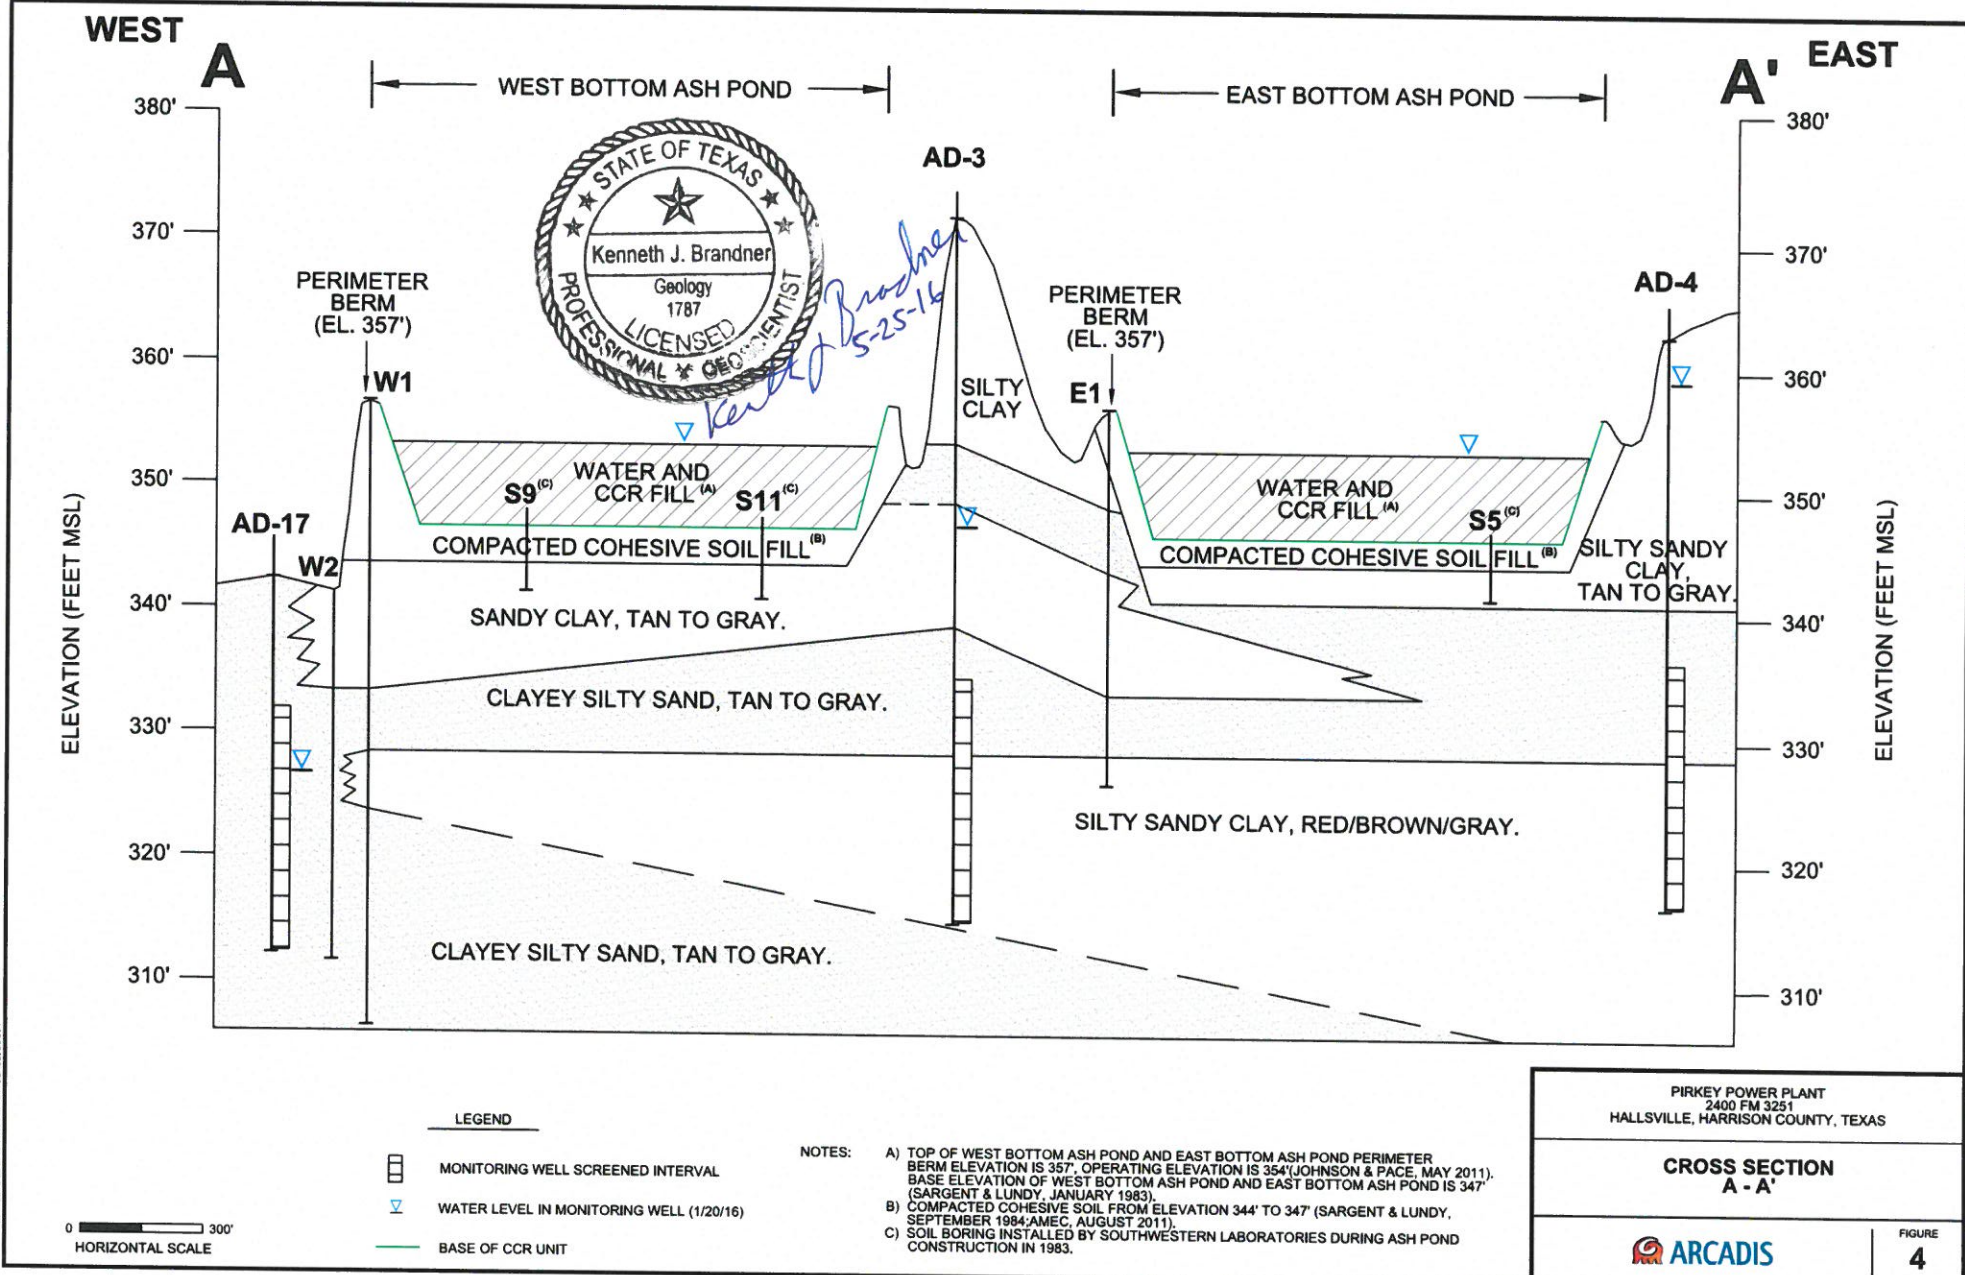 WEST
A
WEST BOTTOM ASH POND
EAST BOTTOM ASH POND
A'
EAST
380'
370'
360'
350'
340'
330'
320'
310'
ELEVATION (FEET MSL)
380'
370'
360'
350'
340'
330'
320'
310'
ELEVATION (FEET MSL)
STATE OF TEXAS
Kenneth J. Brandner
Geology
1787
LICENSED
PROFESSIONAL GEOSCIENTIST
Kenneth J Brandner
5-25-16
PERIMETER
BERM
(EL. 357')
W1
AD-3
SILTY
CLAY
PERIMETER
BERM
(EL. 357')
E1
AD-4
AD-17
W2
WATER AND
CCR FILL (A)
S9 (C)
S11 (C)
COMPACTED COHESIVE SOIL FILL (B)
WATER AND
CCR FILL (A)
S5 (C)
COMPACTED COHESIVE SOIL FILL (B)
SILTY SANDY
CLAY,
TAN TO GRAY.
SANDY CLAY, TAN TO GRAY.
CLAYEY SILTY SAND, TAN TO GRAY.
SILTY SANDY CLAY, RED/BROWN/GRAY.
CLAYEY SILTY SAND, TAN TO GRAY.
LEGEND
MONITORING WELL SCREENED INTERVAL
WATER LEVEL IN MONITORING WELL (1/20/16)
BASE OF CCR UNIT
0 300'
HORIZONTAL SCALE
NOTES:
A) TOP OF WEST BOTTOM ASH POND AND EAST BOTTOM ASH POND PERIMETER
BERM ELEVATION IS 357', OPERATING ELEVATION IS 354'(JOHNSON & PACE, MAY 2011).
BASE ELEVATION OF WEST BOTTOM ASH POND AND EAST BOTTOM ASH POND IS 347'
(SARGENT & LUNDY, JANUARY 1983).
B) COMPACTED COHESIVE SOIL FROM ELEVATION 344' TO 347' (SARGENT & LUNDY,
SEPTEMBER 1984;AMEC, AUGUST 2011).
C) SOIL BORING INSTALLED BY SOUTHWESTERN LABORATORIES DURING ASH POND
CONSTRUCTION IN 1983.
PIRKEY POWER PLANT
2400 FM 3251
HALLSVILLE, HARRISON COUNTY, TEXAS
CROSS SECTION
A - A'
ARCADIS
FIGURE
4